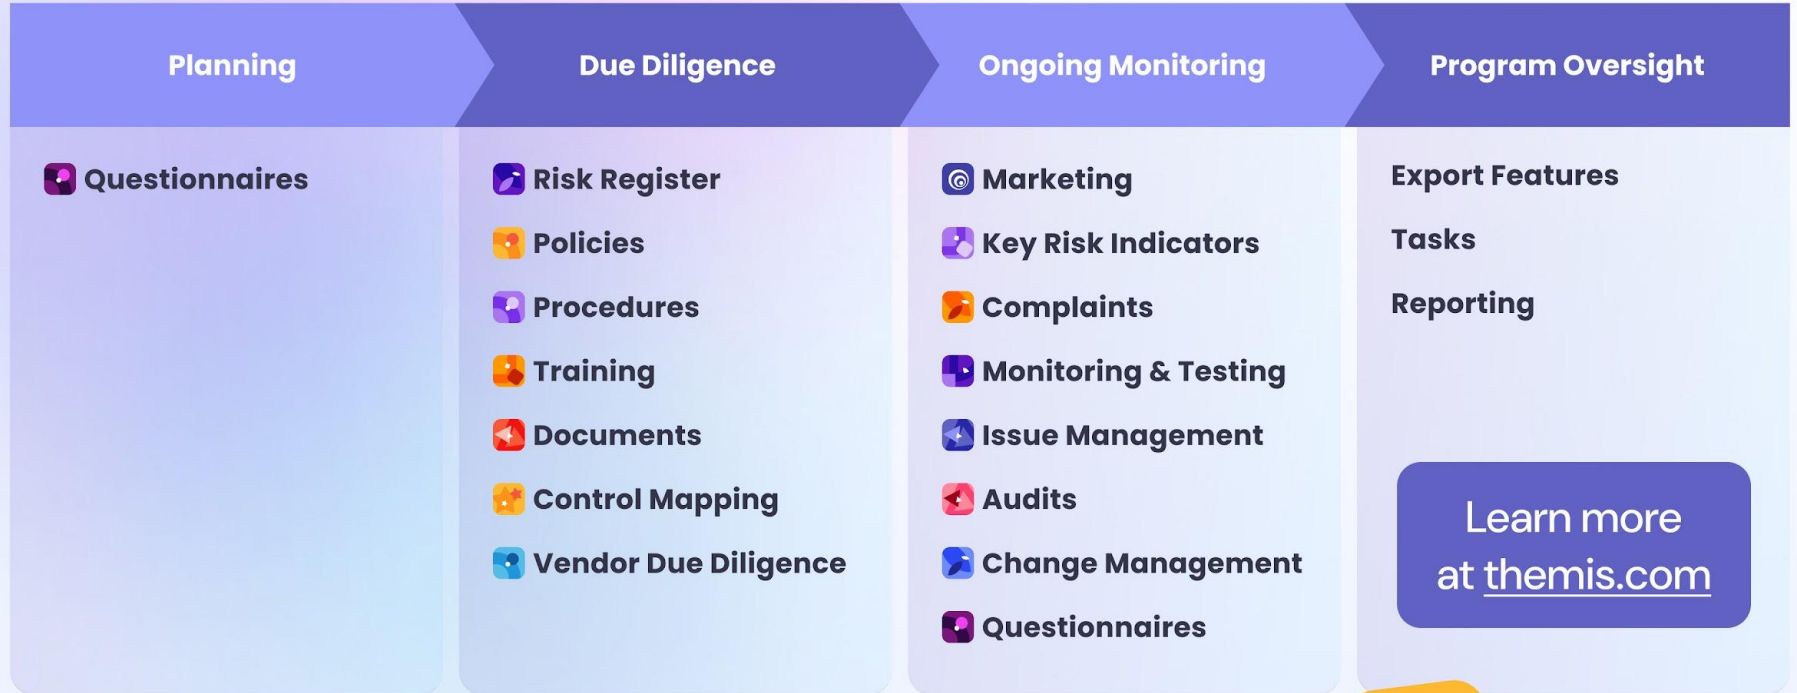 Planning
Due Diligence
Ongoing Monitoring
Program Oversight
Questionnaires
Risk Register
Policies
Procedures
Training
Documents
Control Mapping
Vendor Due Diligence
Marketing
Key Risk Indicators
Complaints
Monitoring & Testing
Issue Management
Audits
Change Management
Questionnaires
Export Features
Tasks
Reporting
Learn more
at themis.com